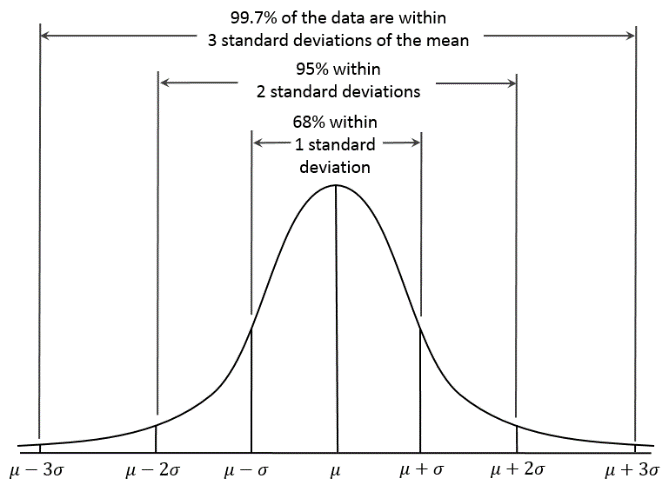 99.7% of the data are within
3 standard deviations of the mean
95% within
2 standard deviations
68% within
1 standard
deviation
μ − 3σ μ − 2σ μ − σ μ μ + σ μ + 2σ μ + 3σ